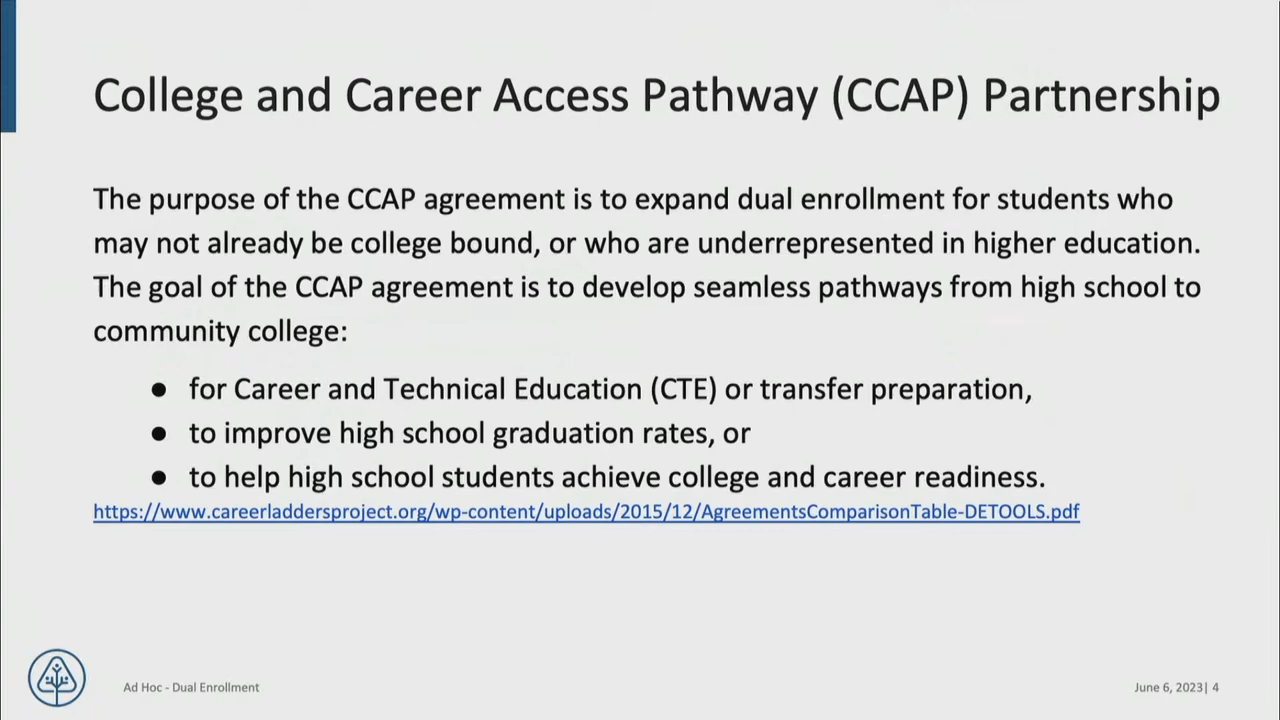 College and Career Access Pathway (CCAP) Partnership
The purpose of the CCAP agreement is to expand dual enrollment for students who
may not already be college bound, or who are underrepresented in higher education.
The goal of the CCAP agreement is to develop seamless pathways from high school to
community college:
● for Career and Technical Education (CTE) or transfer preparation,
● to improve high school graduation rates, or
● to help high school students achieve college and career readiness.
https://www.careerladdersproject.org/wp-content/uploads/2015/12/AgreementsComparisonTable-DETOOLS.pdf
Ad Hoc - Dual Enrollment
June 6, 2023| 4